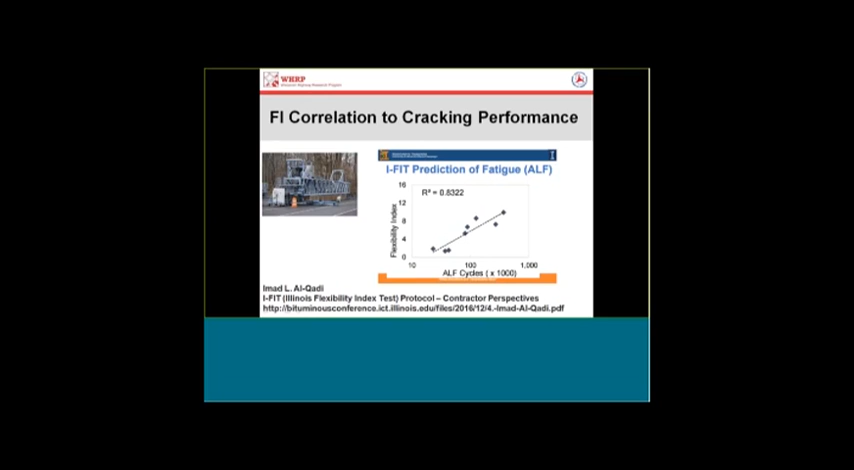 WHRP
Wisconsin Highway Research Program
FI Correlation to Cracking Performance
I-FIT Prediction of Fatigue (ALF)
16
R² = 0.8322
12
8
4
0
Flexibility Index
10
100
1,000
ALF Cycles ( x 1000)
Imad L. Al-Qadi
I-FIT (Illinois Flexibility Index Test) Protocol – Contractor Perspectives
http://bituminousconference.ict.illinois.edu/files/2016/12/4.-Imad-Al-Qadi.pdf